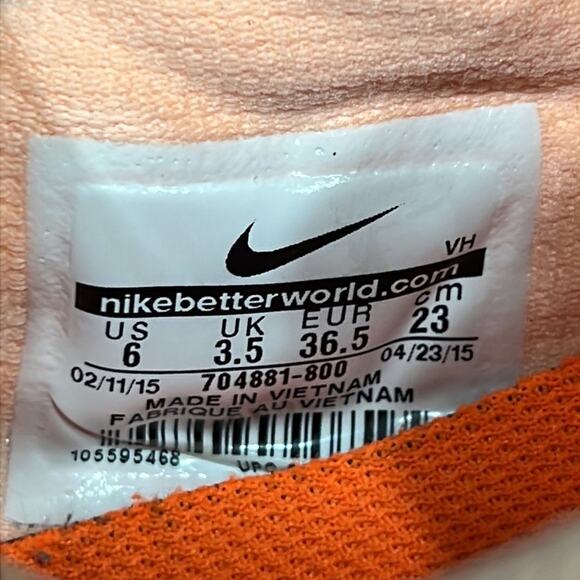 VH
nikebetterworld.com
US UK EUR cm
6 3.5 36.5 23
02/11/15 704881-800 04/23/15
MADE IN VIETNAM
FABRIQUE AU VIETNAM
105595468 UPC